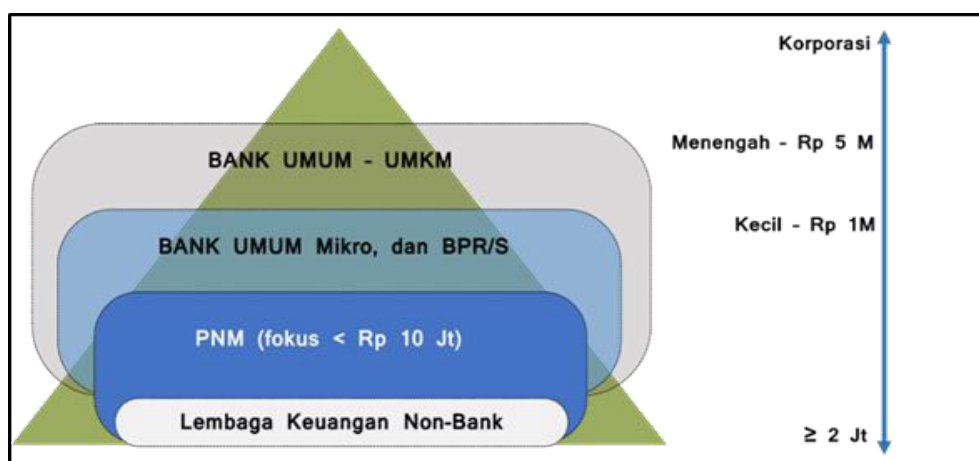 Korporasi
Menengah - Rp 5 M
BANK UMUM - UMKM
Kecil - Rp 1M
BANK UMUM Mikro, dan BPR/S
PNM (fokus < Rp 10 Jt)
Lembaga Keuangan Non-Bank
≥ 2 Jt